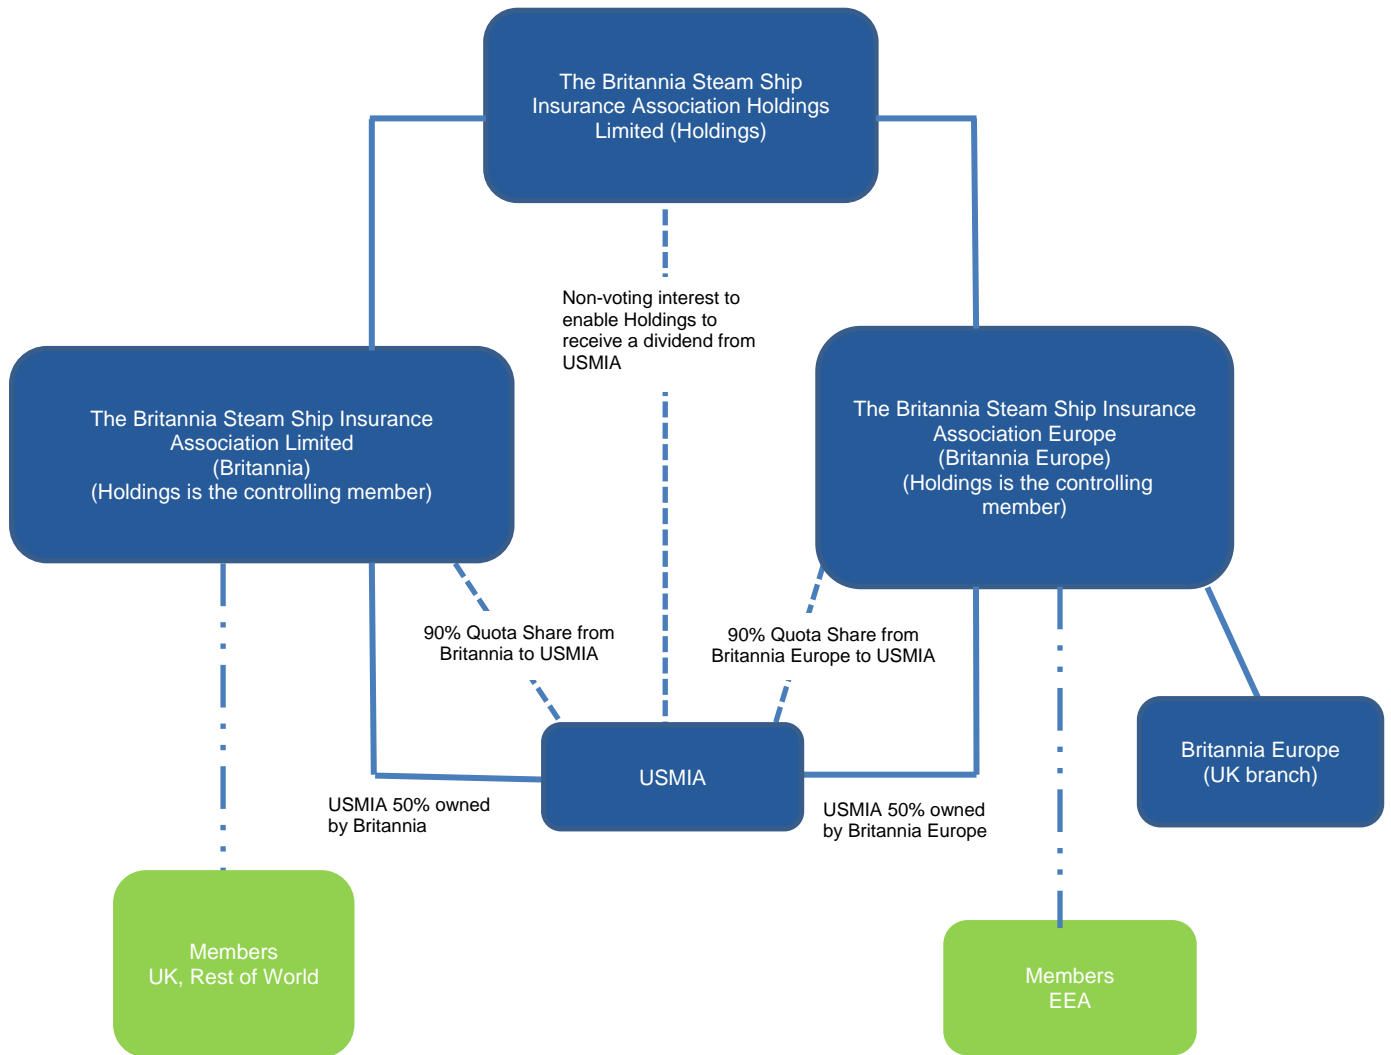 The Britannia Steam Ship
Insurance Association Holdings
Limited (Holdings)
Non-voting interest to
enable Holdings to
receive a dividend from
USMIA
The Britannia Steam Ship Insurance
Association Limited
(Britannia)
(Holdings is the controlling member)
The Britannia Steam Ship Insurance
Association Europe
(Britannia Europe)
(Holdings is the controlling
member)
90% Quota Share from
Britannia to USMIA
90% Quota Share from
Britannia Europe to USMIA
USMIA
Britannia Europe
(UK branch)
USMIA 50% owned
by Britannia
USMIA 50% owned
by Britannia Europe
Members
UK, Rest of World
Members
EEA